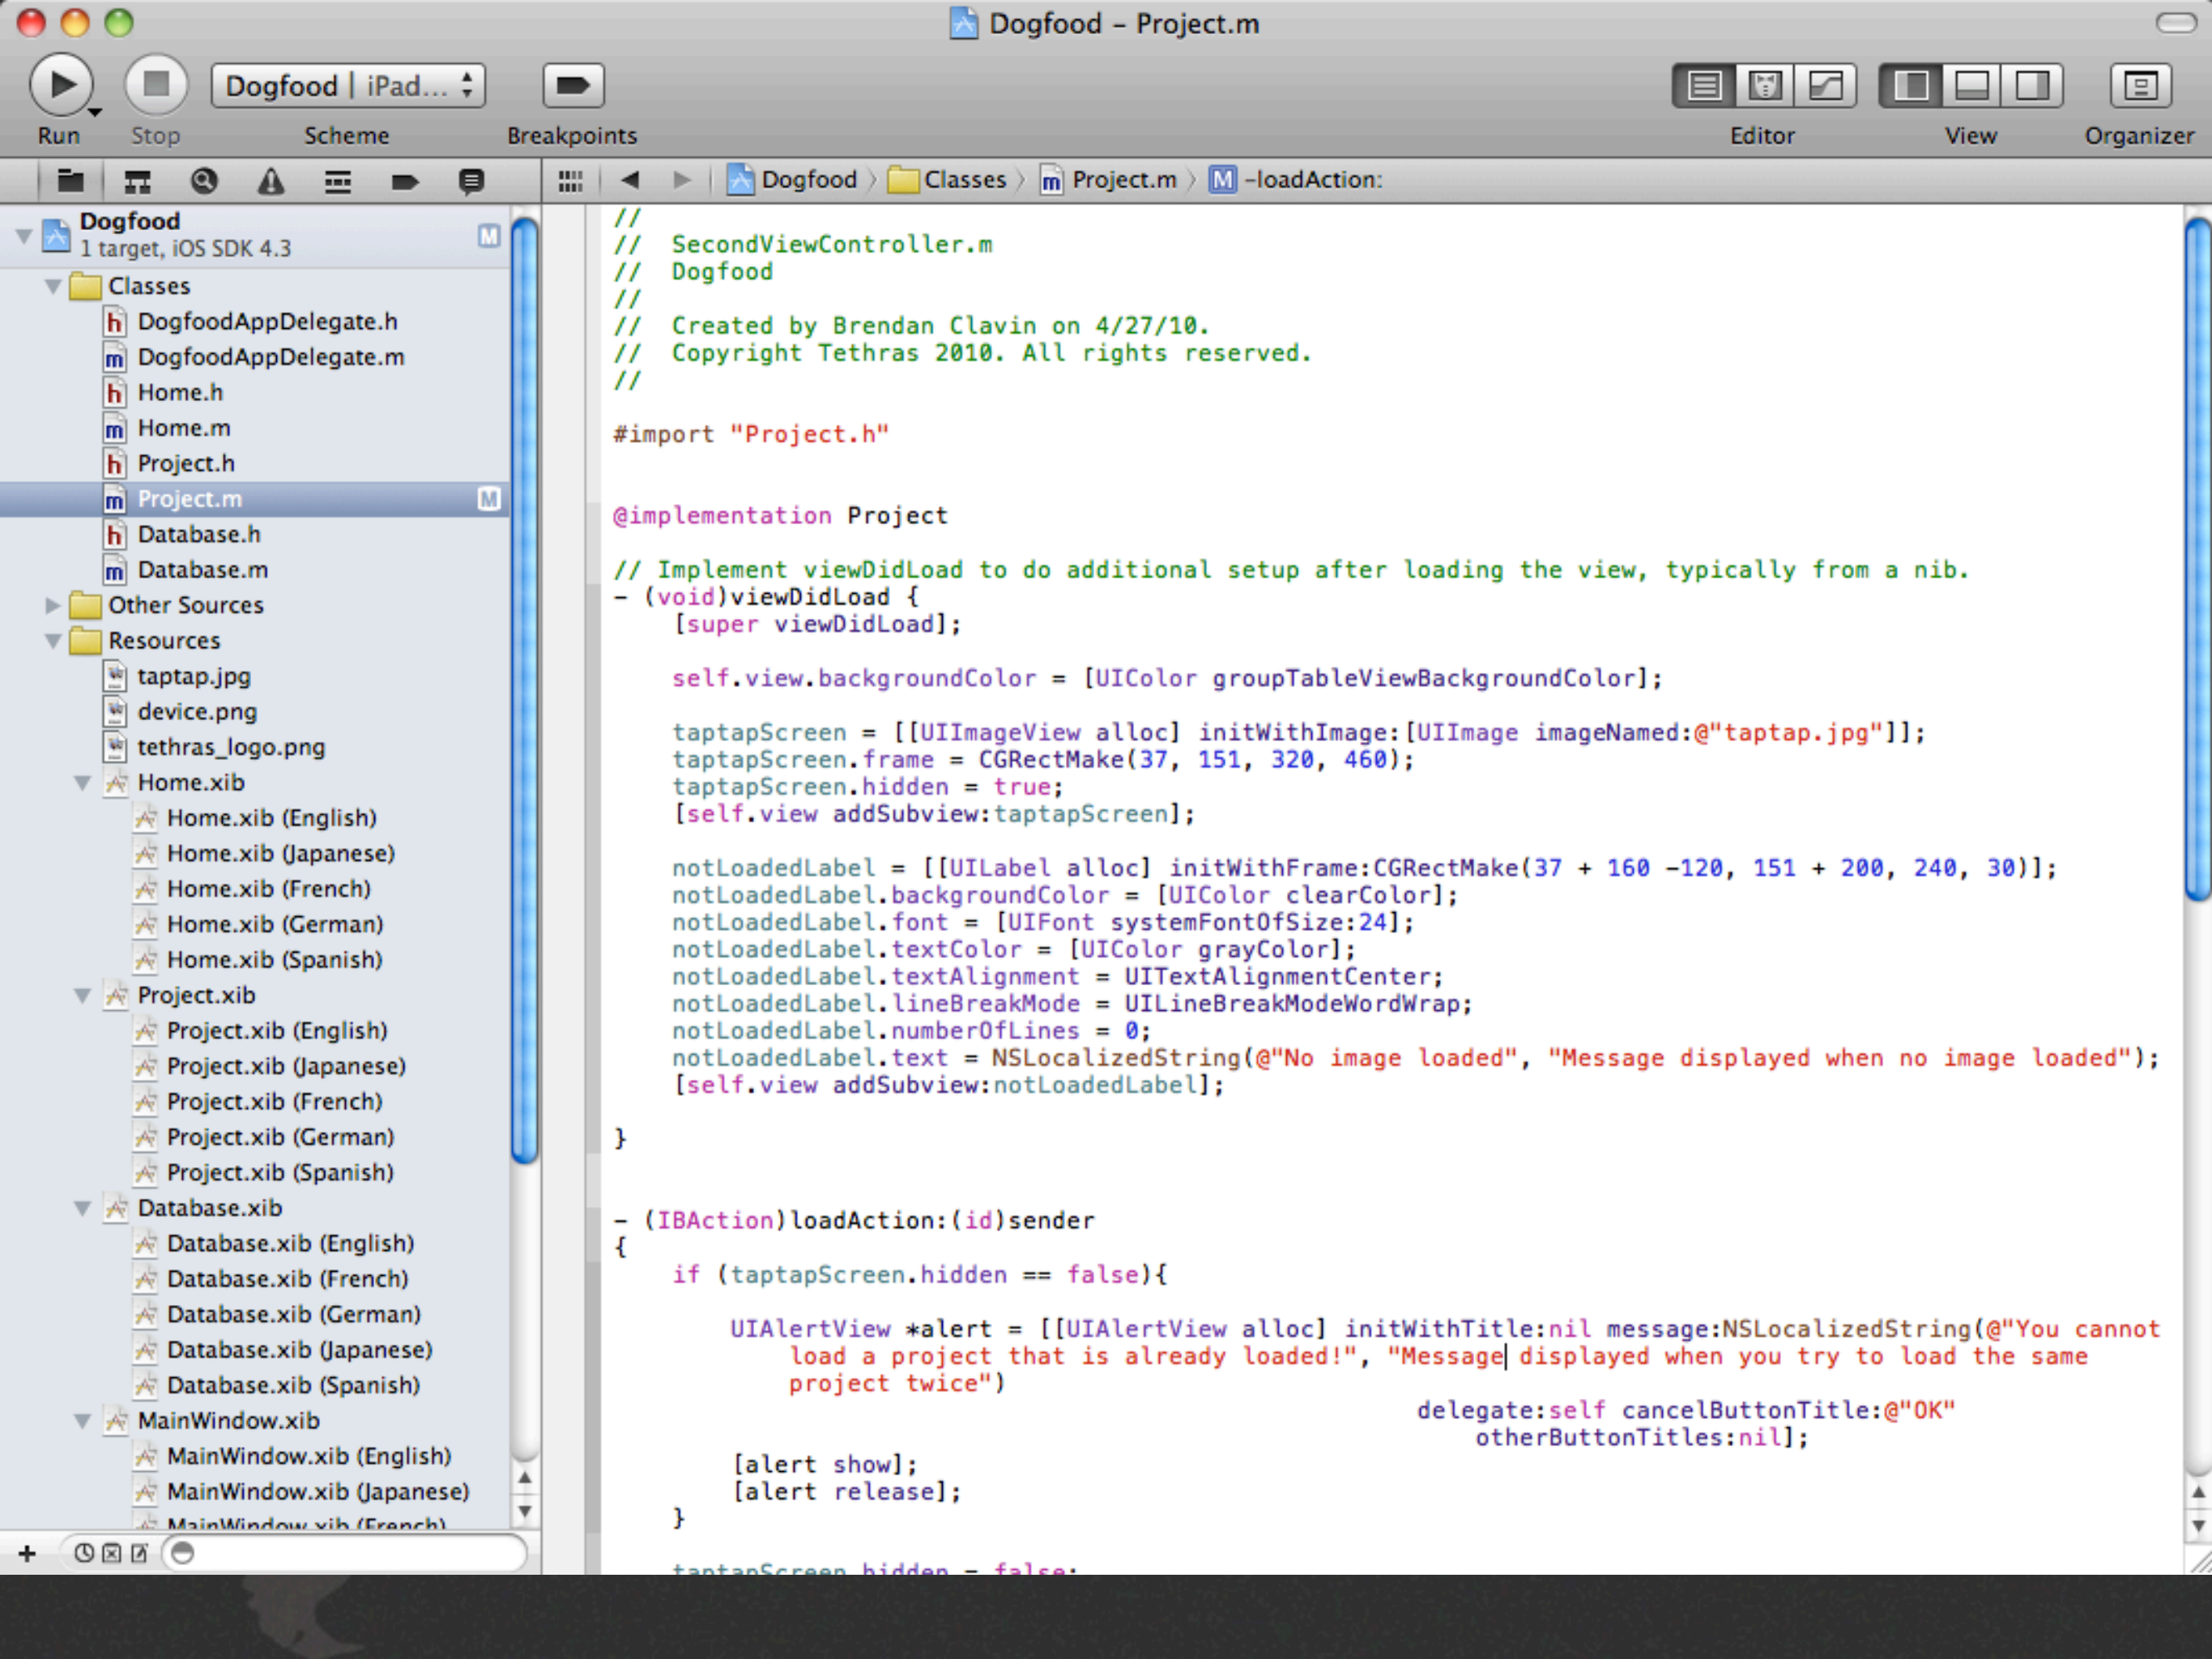 Dogfood – Project.m
Run
Stop
Dogfood | iPad...
Scheme
Breakpoints
Editor
View
Organizer
Dogfood
1 target, iOS SDK 4.3
M
Classes
h DogfoodAppDelegate.h
m DogfoodAppDelegate.m
h Home.h
m Home.m
h Project.h
m Project.m M
h Database.h
m Database.m
Other Sources
Resources
taptap.jpg
device.png
tethras_logo.png
Home.xib
Home.xib (English)
Home.xib (Japanese)
Home.xib (French)
Home.xib (German)
Home.xib (Spanish)
Project.xib
Project.xib (English)
Project.xib (Japanese)
Project.xib (French)
Project.xib (German)
Project.xib (Spanish)
Database.xib
Database.xib (English)
Database.xib (French)
Database.xib (German)
Database.xib (Japanese)
Database.xib (Spanish)
MainWindow.xib
MainWindow.xib (English)
MainWindow.xib (Japanese)
MainWindow.xib (French)
Dogfood 〉 Classes 〉 m Project.m 〉 M -loadAction:
//
//  SecondViewController.m
//  Dogfood
//
//  Created by Brendan Clavin on 4/27/10.
//  Copyright Tethras 2010. All rights reserved.
//
#import "Project.h"
@implementation Project
// Implement viewDidLoad to do additional setup after loading the view, typically from a nib.
- (void)viewDidLoad {
[super viewDidLoad];
self.view.backgroundColor = [UIColor groupTableViewBackgroundColor];
taptapScreen = [[UIImageView alloc] initWithImage:[UIImage imageNamed:@"taptap.jpg"]];
taptapScreen.frame = CGRectMake(37, 151, 320, 460);
taptapScreen.hidden = true;
[self.view addSubview:taptapScreen];
notLoadedLabel = [[UILabel alloc] initWithFrame:CGRectMake(37 + 160 -120, 151 + 200, 240, 30)];
notLoadedLabel.backgroundColor = [UIColor clearColor];
notLoadedLabel.font = [UIFont systemFontOfSize:24];
notLoadedLabel.textColor = [UIColor grayColor];
notLoadedLabel.textAlignment = UITextAlignmentCenter;
notLoadedLabel.lineBreakMode = UILineBreakModeWordWrap;
notLoadedLabel.numberOfLines = 0;
notLoadedLabel.text = NSLocalizedString(@"No image loaded", "Message displayed when no image loaded");
[self.view addSubview:notLoadedLabel];
}
- (IBAction)loadAction:(id)sender
{
if (taptapScreen.hidden == false){
UIAlertView *alert = [[UIAlertView alloc] initWithTitle:nil message:NSLocalizedString(@"You cannot
load a project that is already loaded!", "Message displayed when you try to load the same
project twice")
delegate:self cancelButtonTitle:@"OK"
otherButtonTitles:nil];
[alert show];
[alert release];
}
taptapScreen.hidden = false;